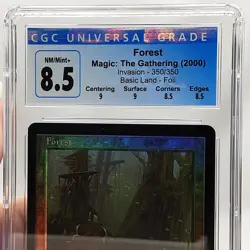 CGC UNIVERSAL GRADE
NM/Mint+
8.5
Forest
Magic: The Gathering (2000)
Invasion - 350/350
Basic Land - Foil
Centering Surface Corners Edges
9 9 8.5 8.5
Forest